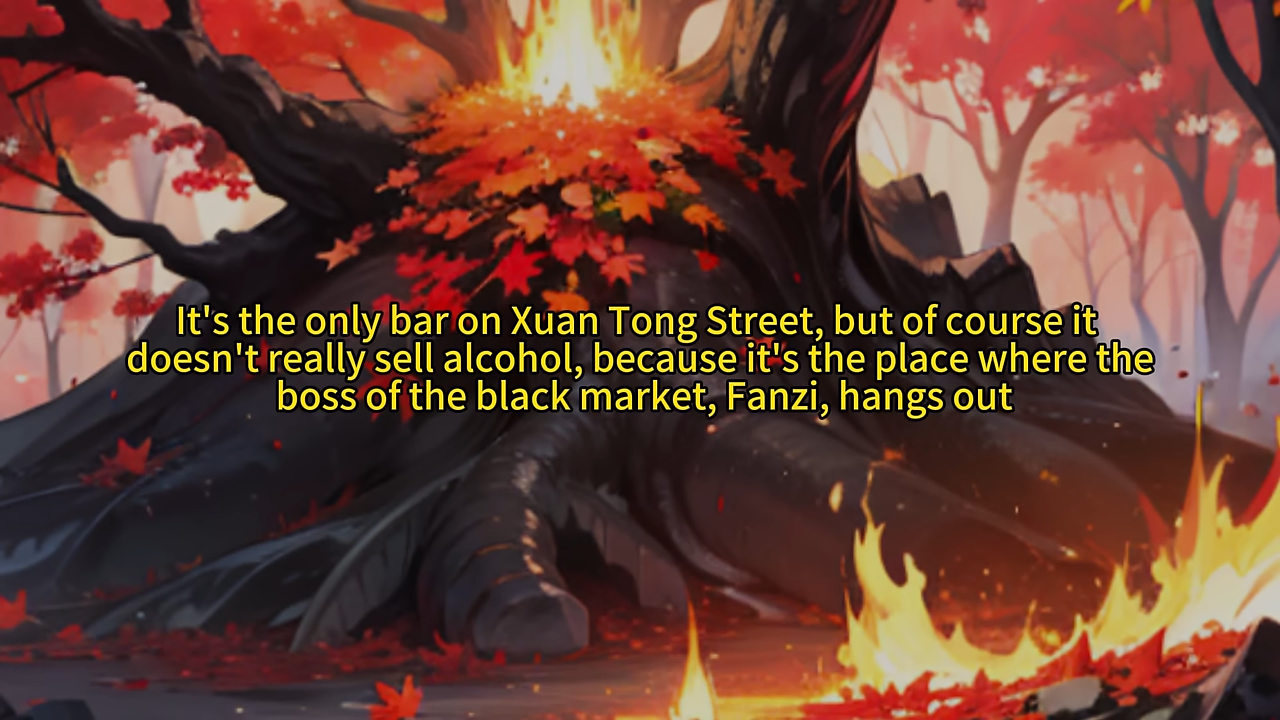 It's the only bar on Xuan Tong Street, but of course it
doesn't really sell alcohol, because it's the place where the
boss of the black market, Fanzi, hangs out